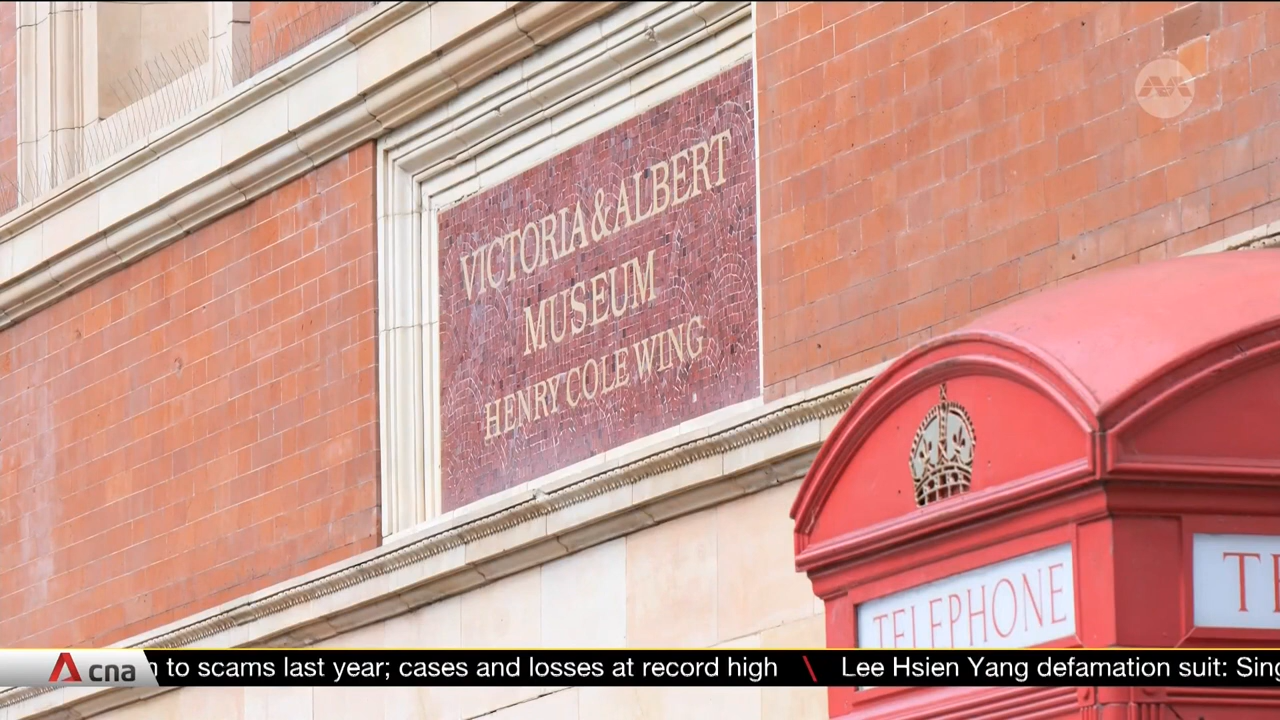 VICTORIA & ALBERT
MUSEUM
HENRY COLE WING
TELEPHONE
cna
to scams last year; cases and losses at record high \ Lee Hsien Yang defamation suit: